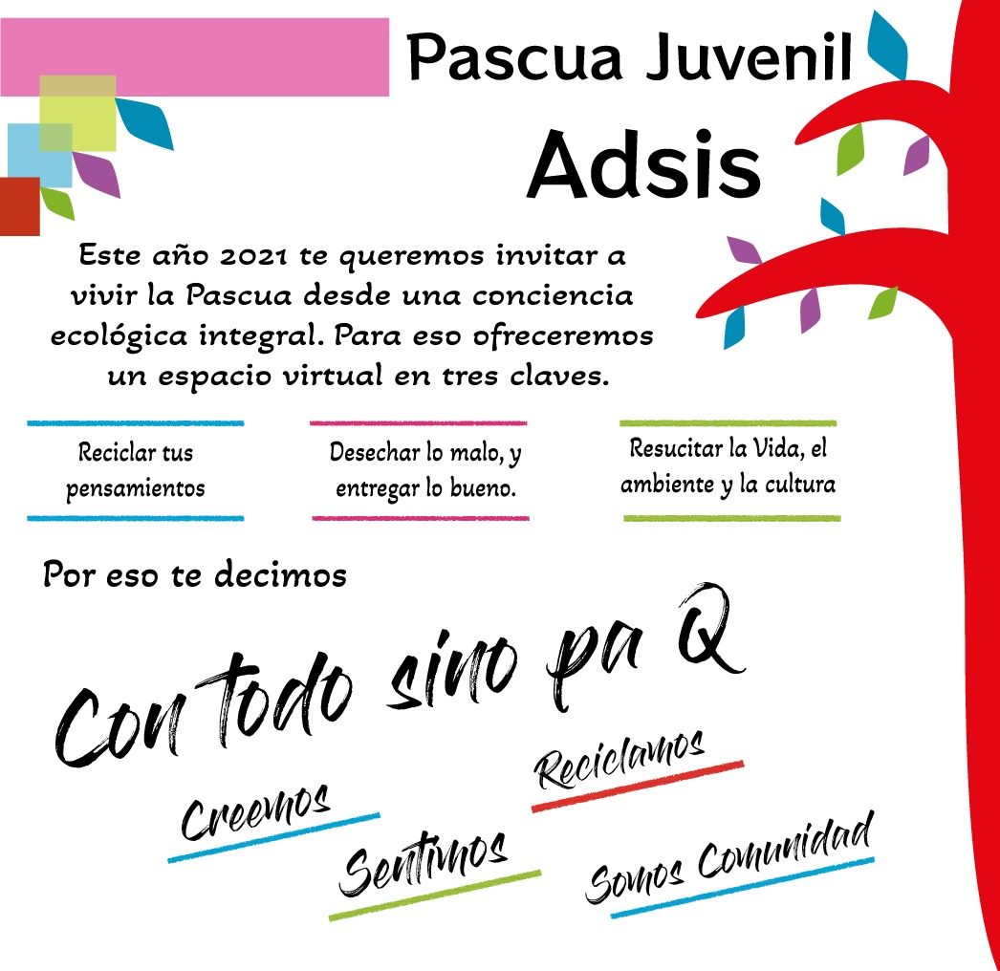 Pascua Juvenil
Adsis
Este año 2021 te queremos invitar a
vivir la Pascua desde una conciencia
ecológica integral. Para eso ofreceremos
un espacio virtual en tres claves.
Reciclar tus
pensamientos
Desechar lo malo, y
entregar lo bueno.
Resucitar la Vida, el
ambiente y la cultura
Por eso te decimos
Con todo sino pa Q
Reciclamos
Creemos
Sentimos
Somos Comunidad